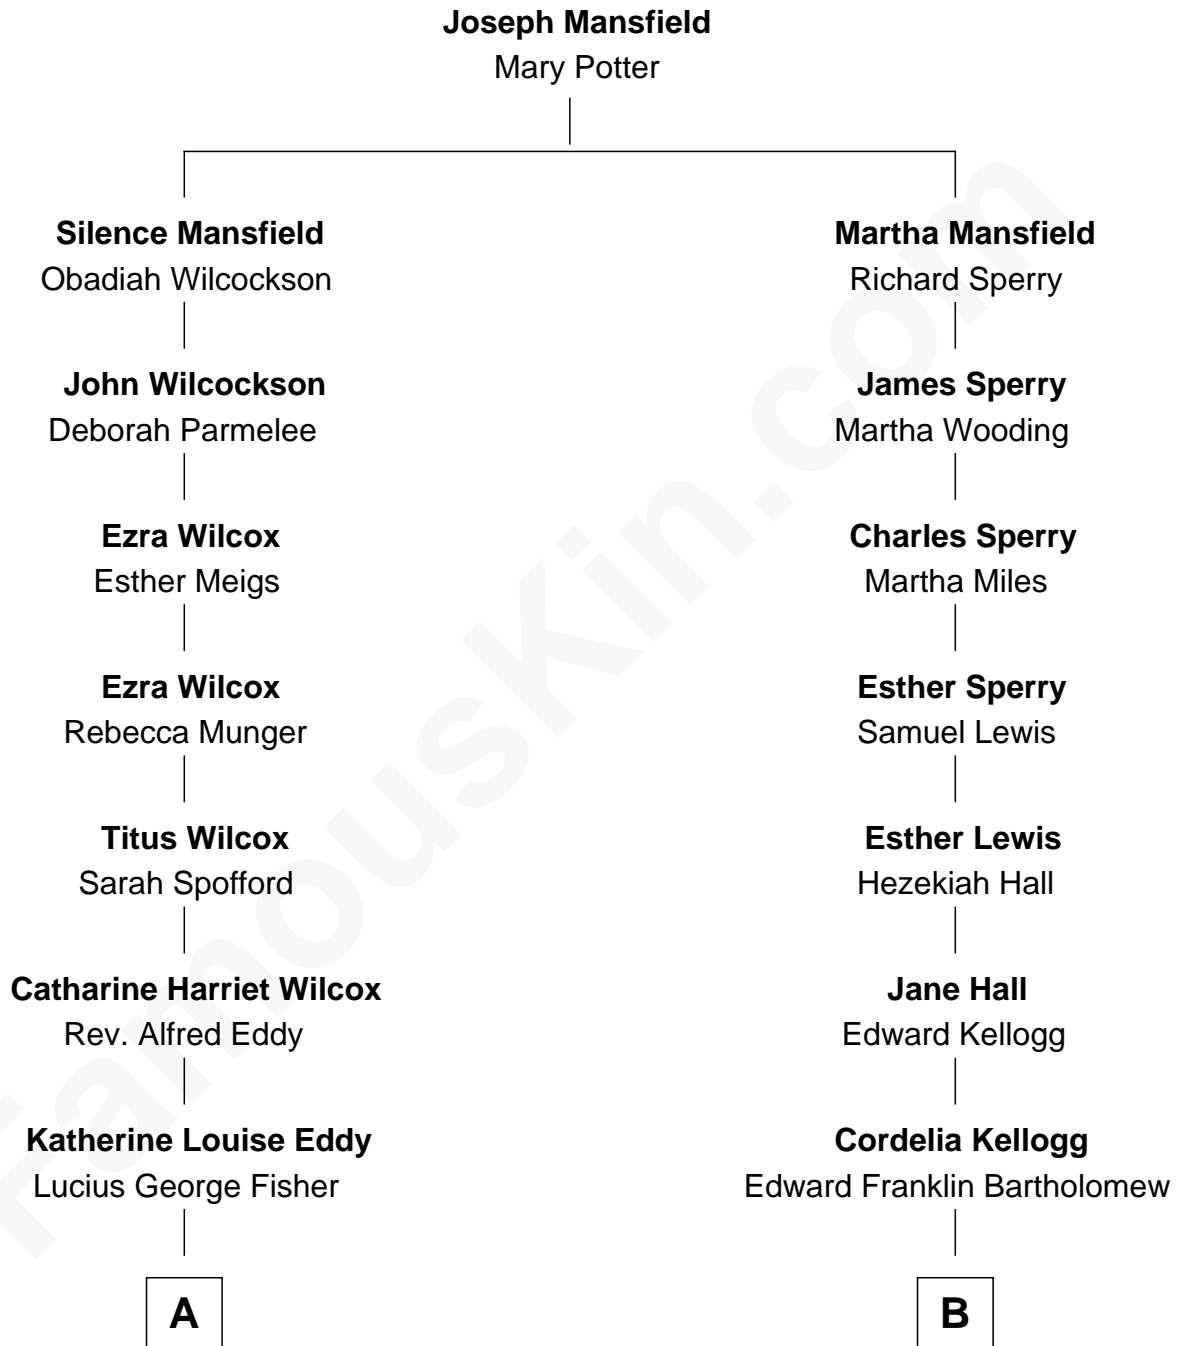 Joseph Mansfield
Mary Potter
Silence Mansfield
Obadiah Wilcockson
Martha Mansfield
Richard Sperry
John Wilcockson
Deborah Parmelee
James Sperry
Martha Wooding
Ezra Wilcox
Esther Meigs
Charles Sperry
Martha Miles
Ezra Wilcox
Rebecca Munger
Esther Sperry
Samuel Lewis
Titus Wilcox
Sarah Spofford
Esther Lewis
Hezekiah Hall
Catharine Harriet Wilcox
Rev. Alfred Eddy
Jane Hall
Edward Kellogg
Katherine Louise Eddy
Lucius George Fisher
Cordelia Kellogg
Edward Franklin Bartholomew
A
B
FamousKin.com